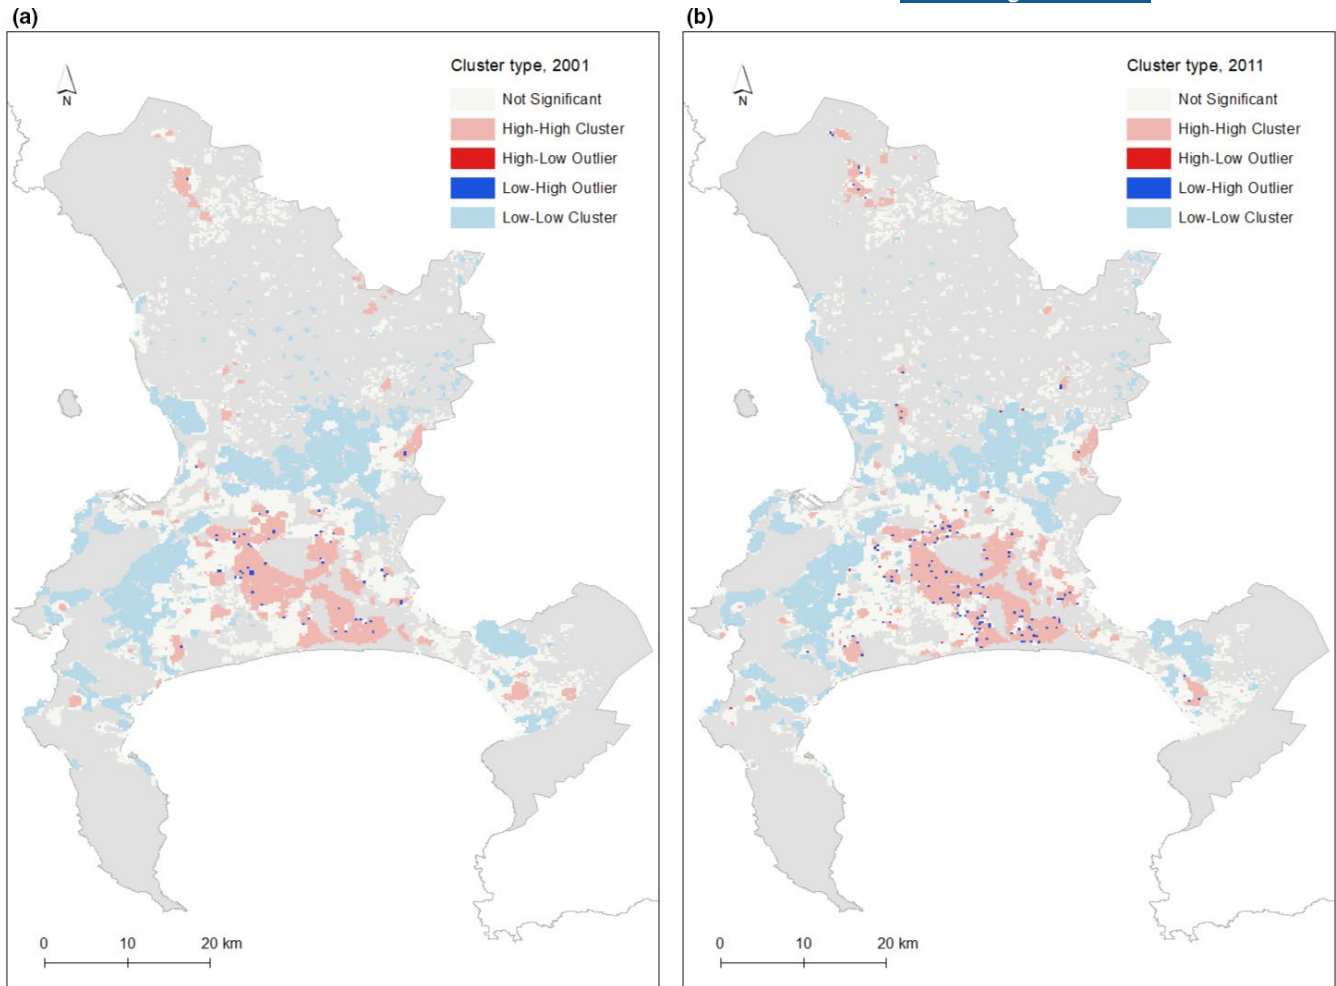 (a)
(b)
Cluster type, 2001
Not Significant
High-High Cluster
High-Low Outlier
Low-High Outlier
Low-Low Cluster
N
0 10 20 km
Cluster type, 2011
Not Significant
High-High Cluster
High-Low Outlier
Low-High Outlier
Low-Low Cluster
N
0 10 20 km